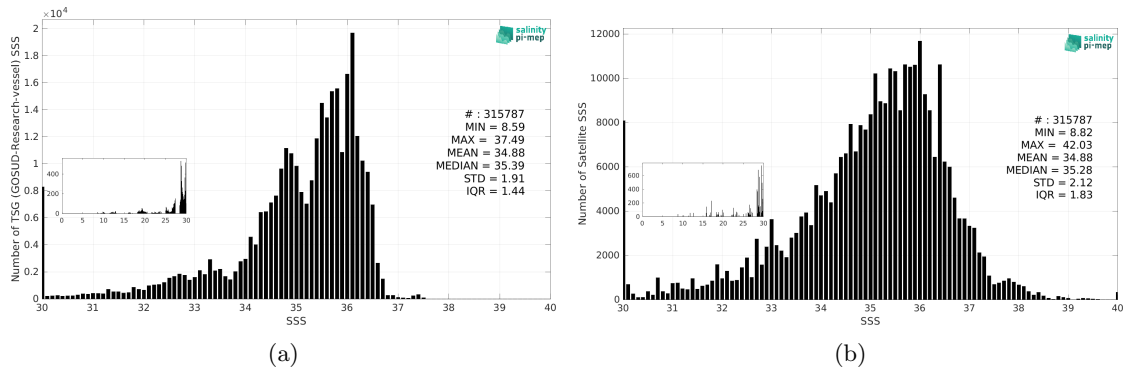 ×10⁴
2
1.8
1.6
1.4
1.2
1
0.8
0.6
0.4
0.2
0
Number of TSG (GOSUD-Research-vessel) SSS
salinity
pi-mep
# : 315787
MIN = 8.59
MAX = 37.49
MEAN = 34.88
MEDIAN = 35.39
STD = 1.91
IQR = 1.44
400
200
0
0 5 10 15 20 25 30
30 31 32 33 34 35 36 37 38 39 40
SSS
(a)
12000
10000
8000
6000
4000
2000
0
Number of Satellite SSS
salinity
pi-mep
# : 315787
MIN = 8.82
MAX = 42.03
MEAN = 34.88
MEDIAN = 35.28
STD = 2.12
IQR = 1.83
600
400
200
0
0 5 10 15 20 25 30
30 31 32 33 34 35 36 37 38 39 40
SSS
(b)